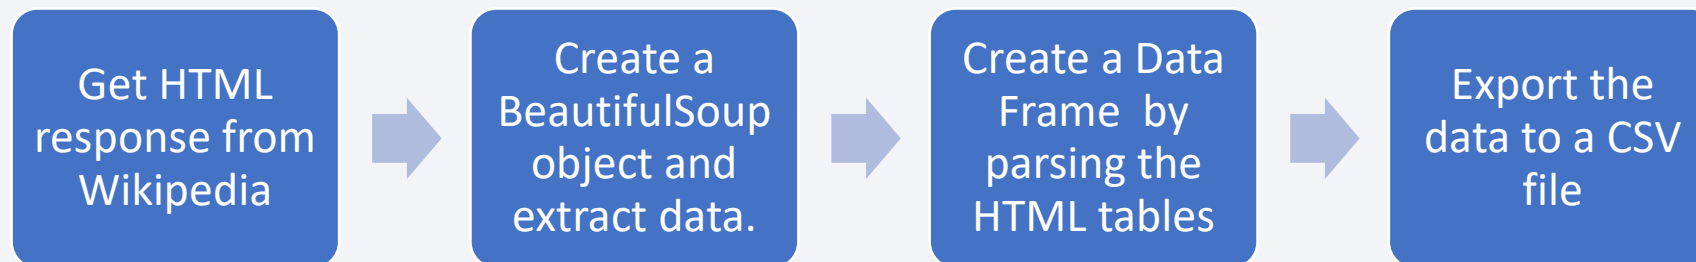 Get HTML
response from
Wikipedia
Create a
BeautifulSoup
object and
extract data.
Create a Data
Frame  by
parsing the
HTML tables
Export the
data to a CSV
file